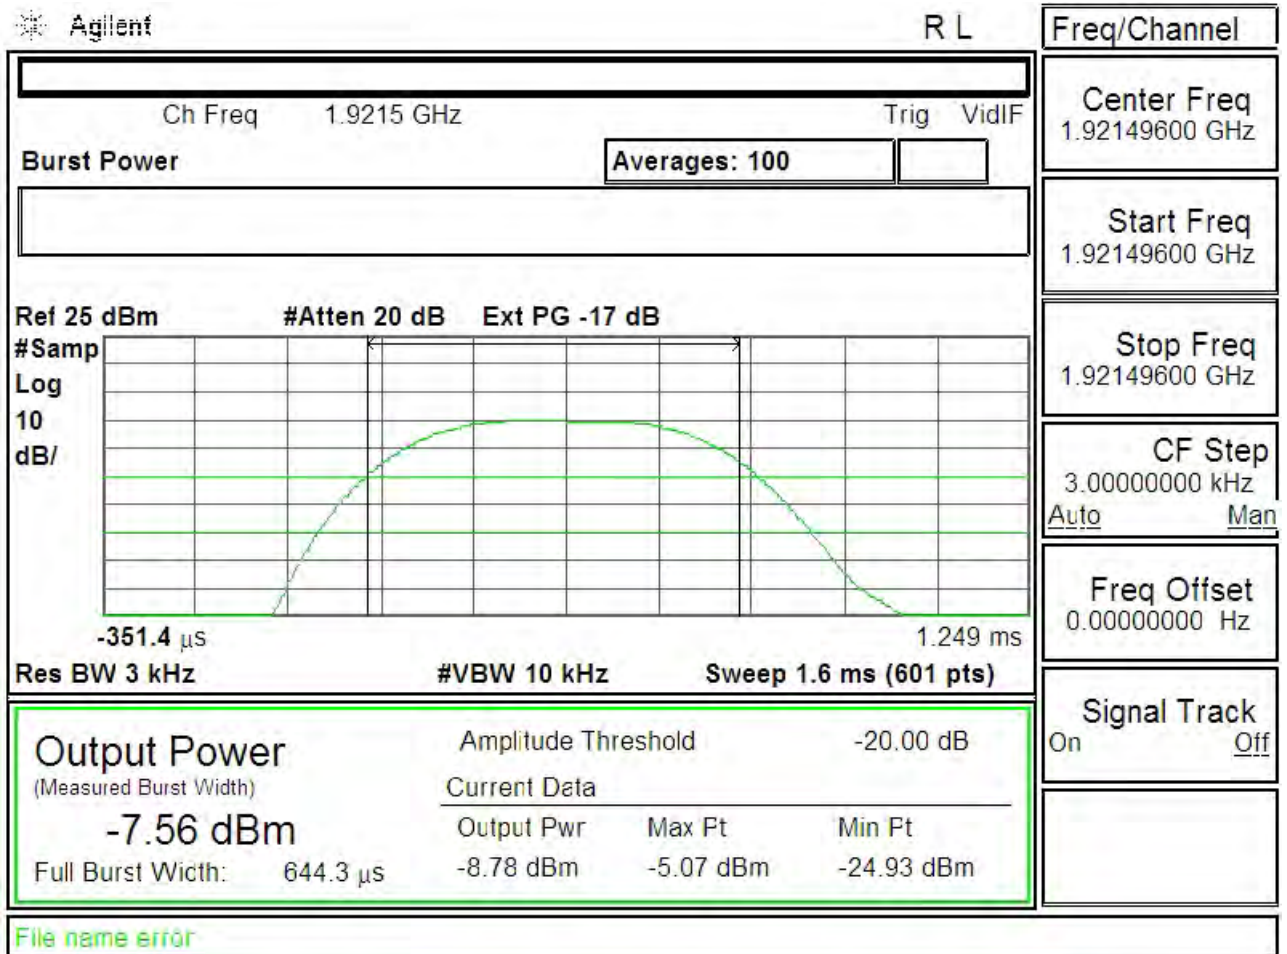 Agilent R L
Freq/Channel
Ch Freq 1.9215 GHz Trig VidIF
Burst Power Averages: 100
Center Freq
1.92149600 GHz
Start Freq
1.92149600 GHz
Stop Freq
1.92149600 GHz
CF Step
3.00000000 kHz
Auto Man
Freq Offset
0.00000000 Hz
Signal Track
On Off
Ref 25 dBm #Atten 20 dB Ext PG -17 dB
#Samp
Log
10
dB/
-351.4 µs 1.249 ms
Res BW 3 kHz #VBW 10 kHz Sweep 1.6 ms (601 pts)
Output Power
(Measured Burst Width)
-7.56 dBm
Full Burst Width: 644.3 µs
Amplitude Threshold -20.00 dB
Current Data
Output Pwr Max Pt Min Pt
-8.78 dBm -5.07 dBm -24.93 dBm
File name error